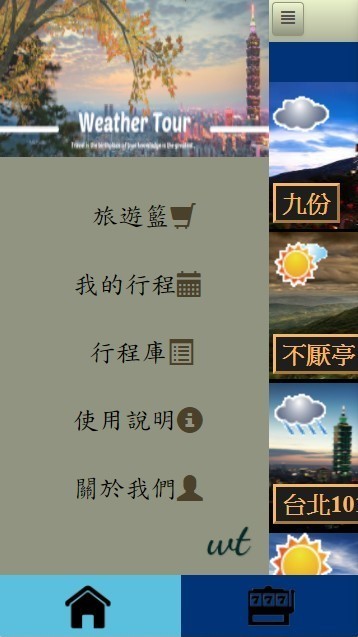 Weather Tour
Travel is the birthplace of true knowledge is the greatest
旅遊籃
我的行程
行程庫
使用說明
關於我們
wt
九份
不厭亭
台北101
777